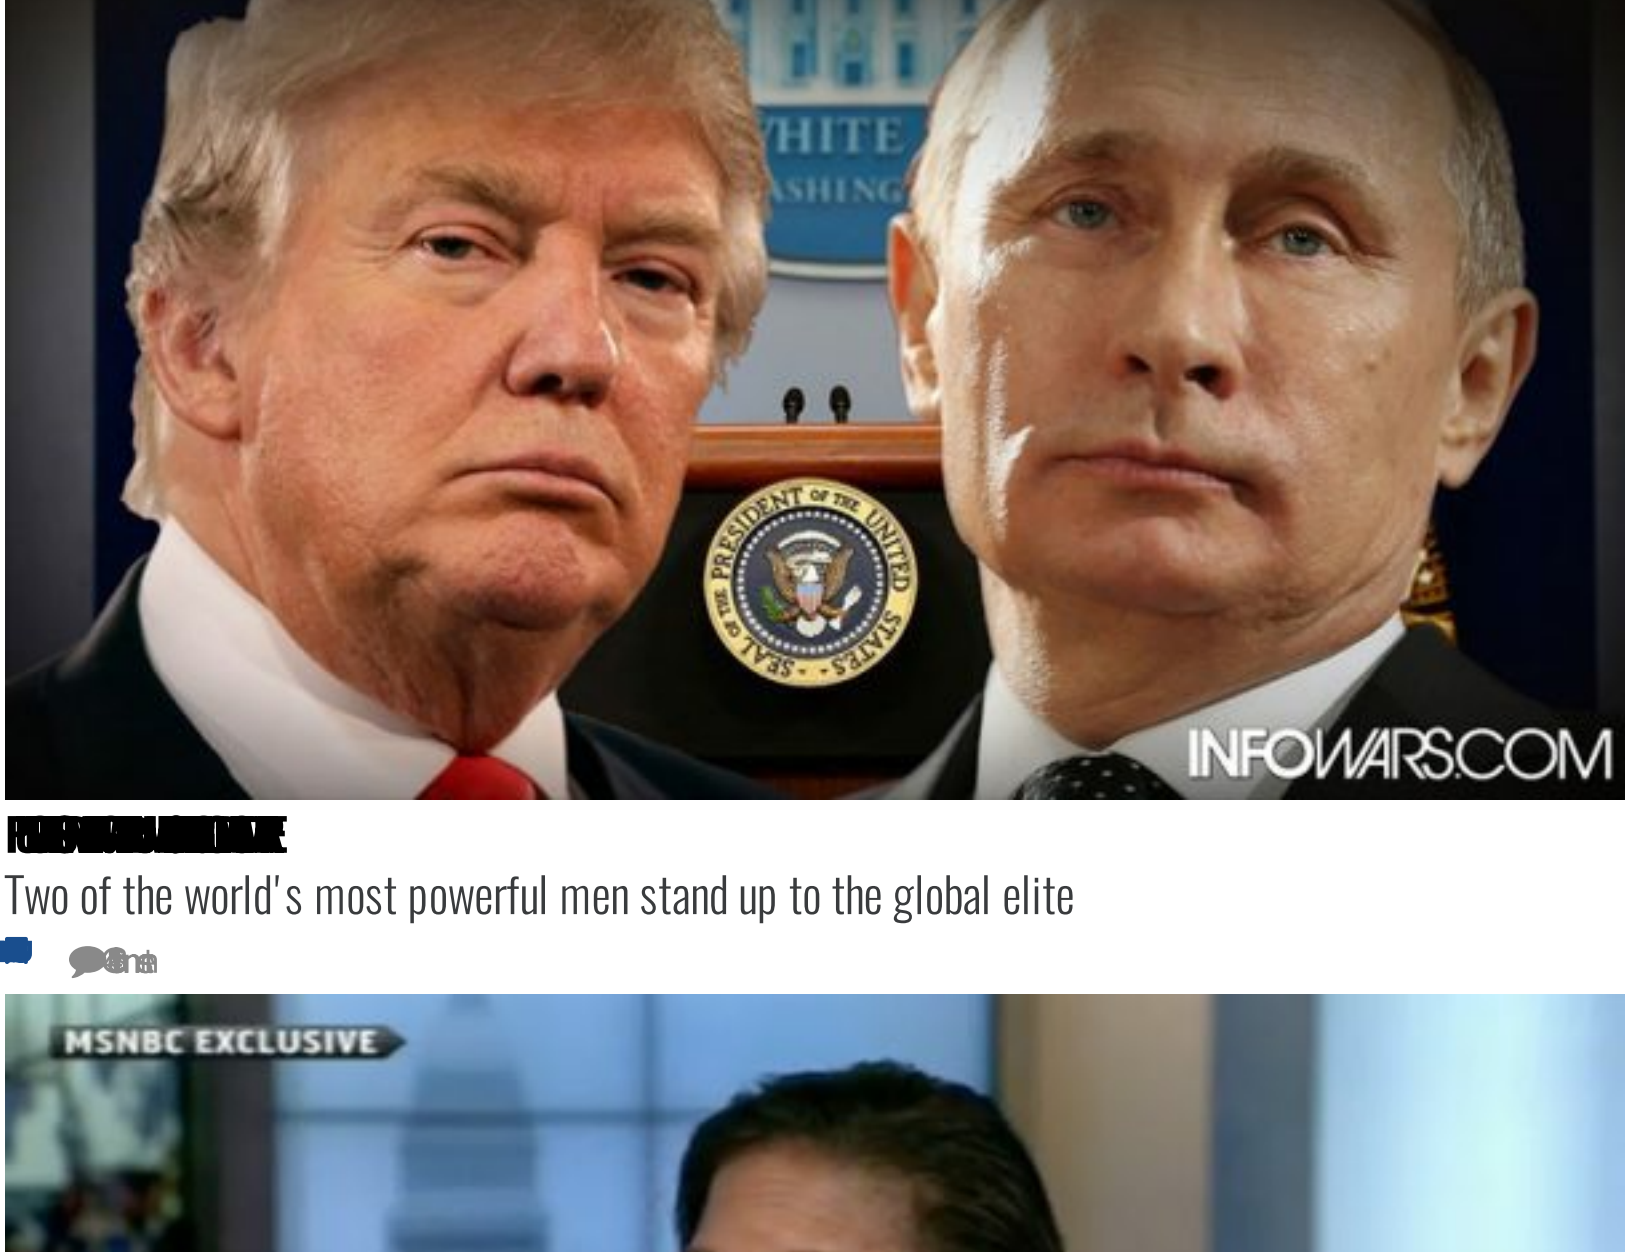 HITE
ASHING
SEAL OF THE PRESIDENT OF THE UNITED STATES
INFOWARS.COM
Two of the world's most powerful men stand up to the global elite
MSNBC EXCLUSIVE